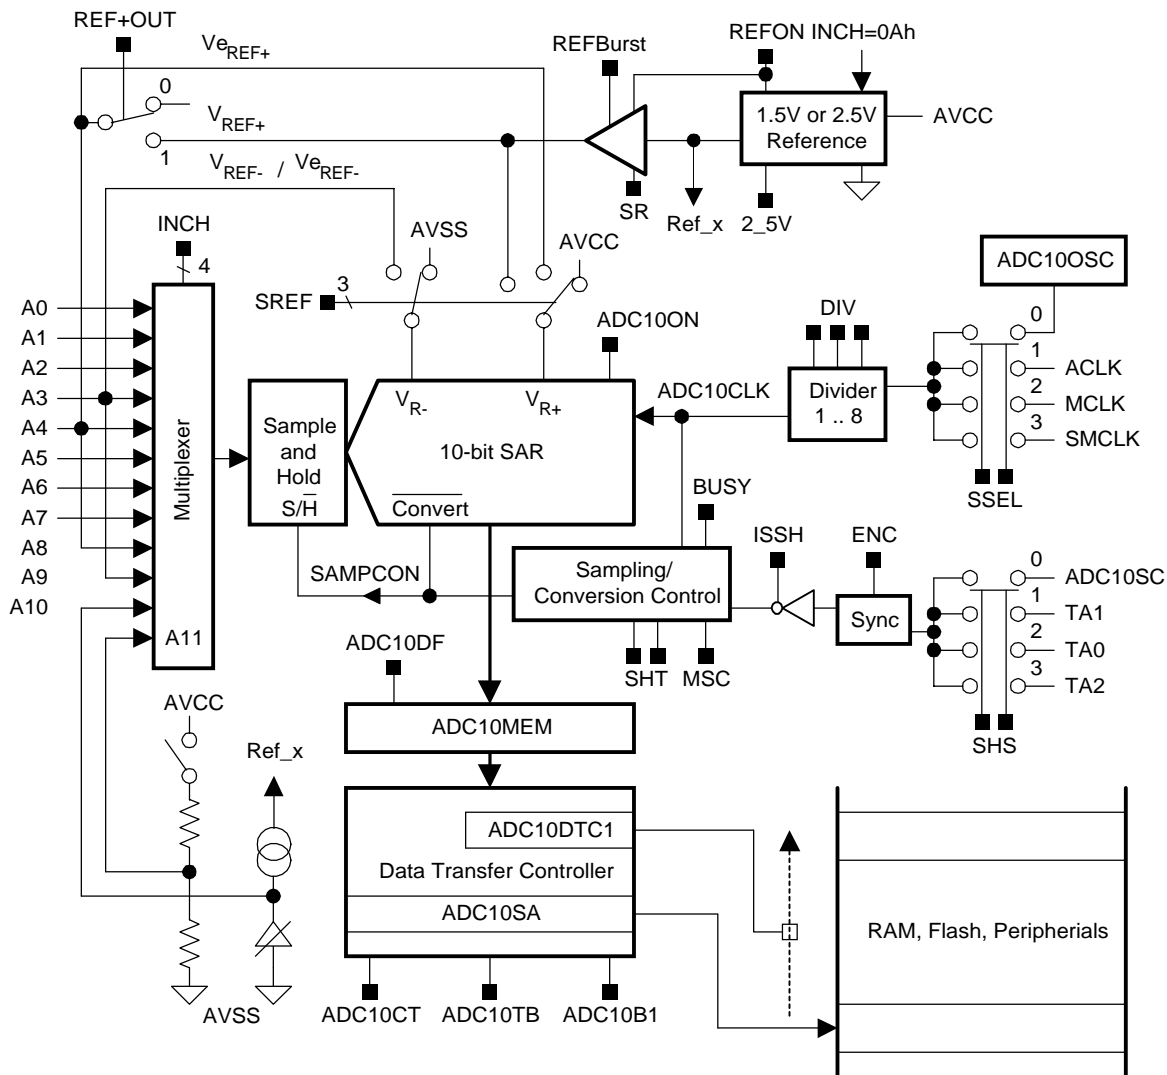 REF+OUT
VeREF+
REFBurst
REFON INCH=0Ah
0
VREF+
1
1.5V or 2.5V
Reference
AVCC
VREF- / VeREF-
SR
Ref_x
2_5V
INCH
4
AVSS
AVCC
ADC10OSC
SREF
3
ADC10ON
DIV
0
A0
A1
A2
A3
A4
A5
A6
A7
A8
A9
A10
A11
Multiplexer
Sample
and
Hold
S/H
VR-
VR+
10-bit SAR
Convert
ADC10CLK
Divider
1 .. 8
1
ACLK
2
MCLK
3
SMCLK
SSEL
BUSY
ISSH
ENC
SAMPCON
Sampling/
Conversion Control
Sync
0
ADC10SC
1
TA1
2
TA0
3
TA2
SHS
SHT
MSC
ADC10DF
ADC10MEM
AVCC
Ref_x
ADC10DTC1
Data Transfer Controller
ADC10SA
RAM, Flash, Peripherials
AVSS
ADC10CT
ADC10TB
ADC10B1